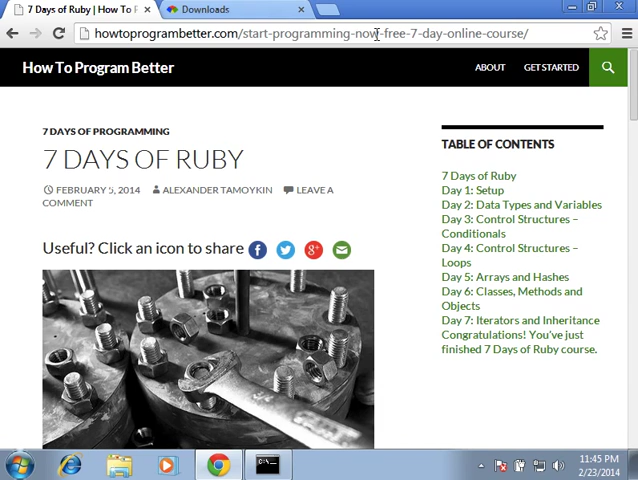 7 Days of Ruby | How To P
Downloads
howtoprogrambetter.com/start-programming-now-free-7-day-online-course/
How To Program Better
ABOUT
GET STARTED
7 DAYS OF PROGRAMMING
7 DAYS OF RUBY
FEBRUARY 5, 2014
ALEXANDER TAMOYKIN
LEAVE A
COMMENT
Useful? Click an icon to share
TABLE OF CONTENTS
7 Days of Ruby
Day 1: Setup
Day 2: Data Types and Variables
Day 3: Control Structures –
Conditionals
Day 4: Control Structures –
Loops
Day 5: Arrays and Hashes
Day 6: Classes, Methods and
Objects
Day 7: Iterators and Inheritance
Congratulations! You've just
finished 7 Days of Ruby course.
C:\.
11:45 PM
2/23/2014